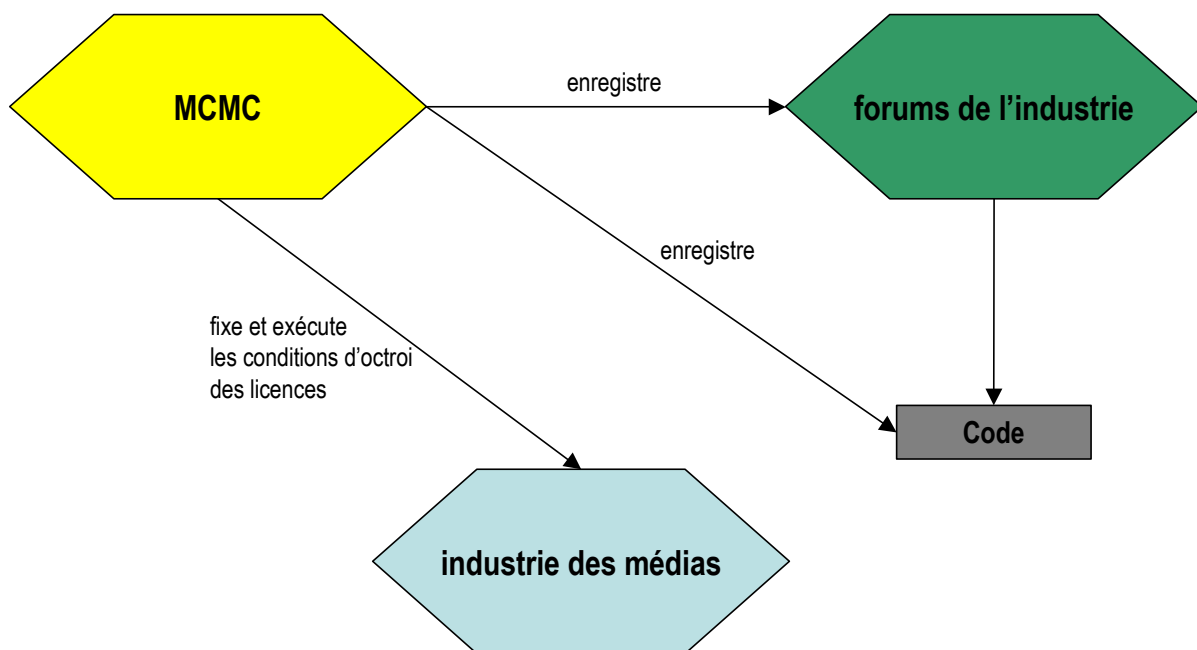 MCMC
enregistre
forums de l’industrie
enregistre
fixe et exécute
les conditions d’octroi
des licences
Code
industrie des médias